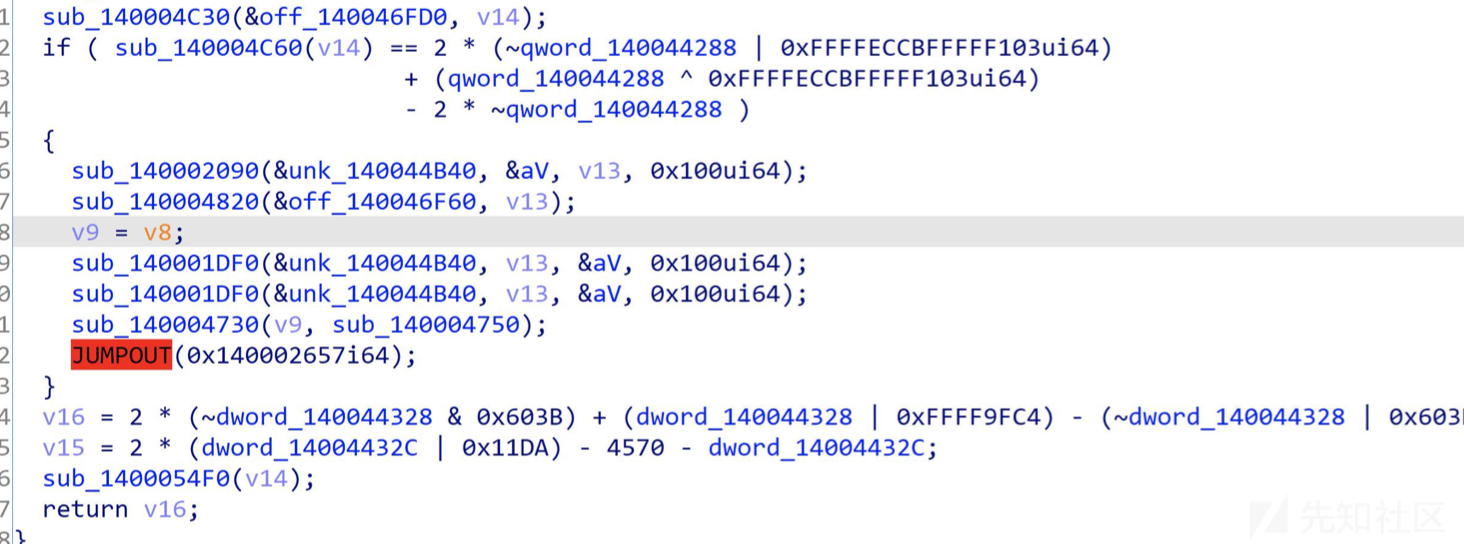 1 sub_140004C30(&off_140046FD0, v14);
2 if ( sub_140004C60(v14) == 2 * (~qword_140044288 | 0xFFFFECCBFFFFF103ui64)
3 + (qword_140044288 ^ 0xFFFFECCBFFFFF103ui64)
4 - 2 * ~qword_140044288 )
5 {
6 sub_140002090(&unk_140044B40, &aV, v13, 0x100ui64);
7 sub_140004820(&off_140046F60, v13);
8 v9 = v8;
9 sub_140001DF0(&unk_140044B40, v13, &aV, 0x100ui64);
0 sub_140001DF0(&unk_140044B40, v13, &aV, 0x100ui64);
1 sub_140004730(v9, sub_140004750);
2 JUMPOUT(0x140002657i64);
3 }
4 v16 = 2 * (~dword_140044328 & 0x603B) + (dword_140044328 | 0xFFFF9FC4) - (~dword_140044328 | 0x603
5 v15 = 2 * (dword_14004432C | 0x11DA) - 4570 - dword_14004432C;
6 sub_1400054F0(v14);
7 return v16;
8 }
先知社区